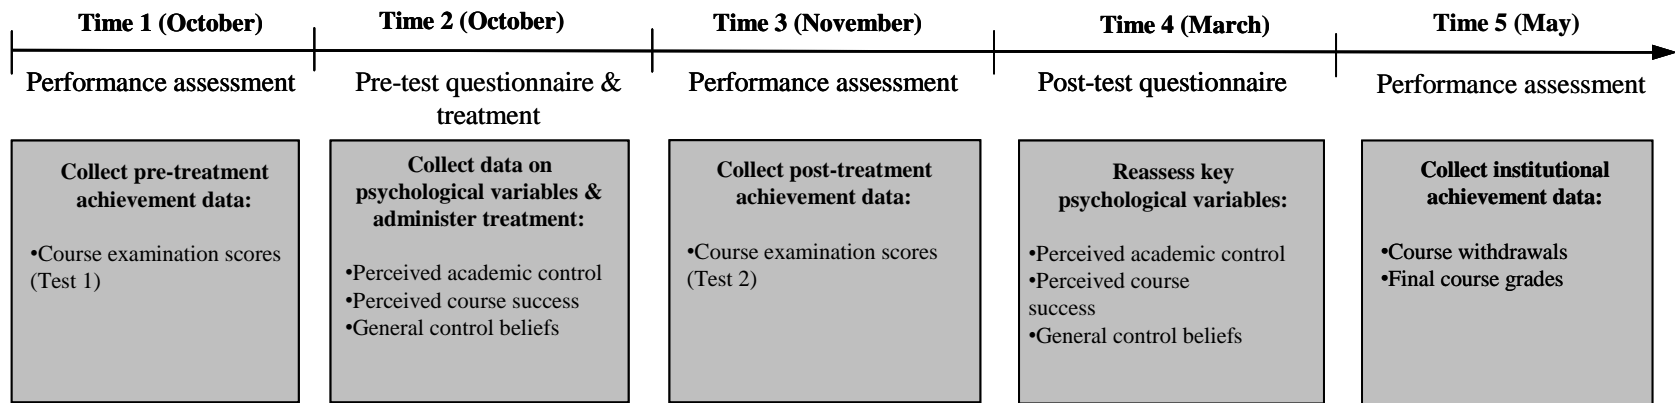 Time 1 (October)
Time 2 (October)
Time 3 (November)
Time 4 (March)
Time 5 (May)
Performance assessment
Pre-test questionnaire &
treatment
Performance assessment
Post-test questionnaire
Performance assessment
Collect pre-treatment
achievement data:
•Course examination scores
(Test 1)
Collect data on
psychological variables &
administer treatment:
•Perceived academic control
•Perceived course success
•General control beliefs
Collect post-treatment
achievement data:
•Course examination scores
(Test 2)
Reassess key
psychological variables:
•Perceived academic control
•Perceived course
success
•General control beliefs
Collect institutional
achievement data:
•Course withdrawals
•Final course grades